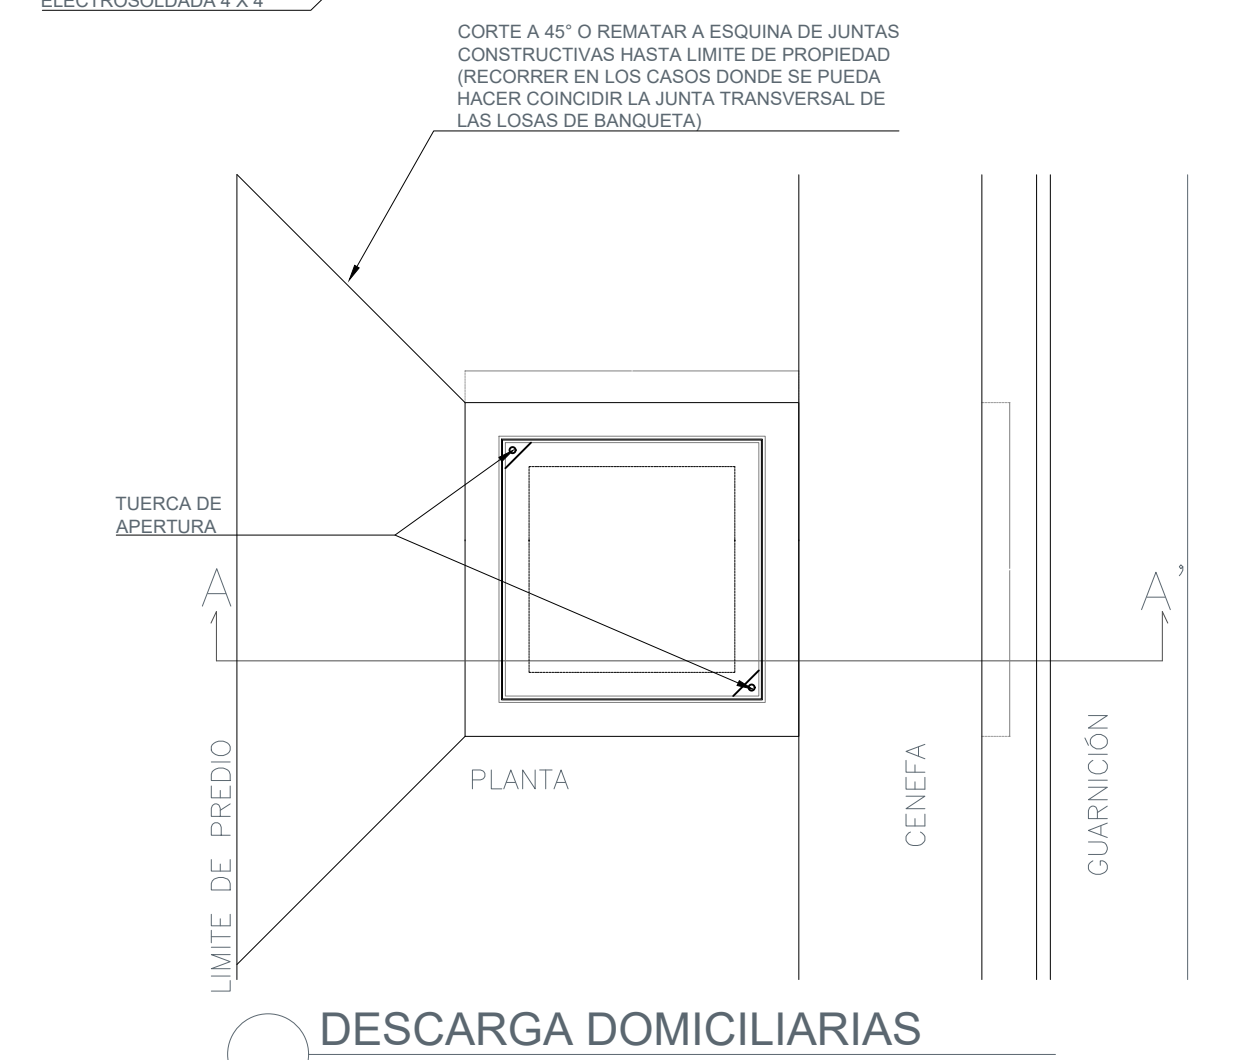 ELECTROSOLDADA 4 X 4
CORTE A 45° O REMATAR A ESQUINA DE JUNTAS
CONSTRUCTIVAS HASTA LIMITE DE PROPIEDAD
(RECORRER EN LOS CASOS DONDE SE PUEDA
HACER COINCIDIR LA JUNTA TRANSVERSAL DE
LAS LOSAS DE BANQUETA)
TUERCA DE
APERTURA
A
A'
LIMITE DE PREDIO
PLANTA
CENEFA
GUARNICIÓN
DESCARGA DOMICILIARIAS